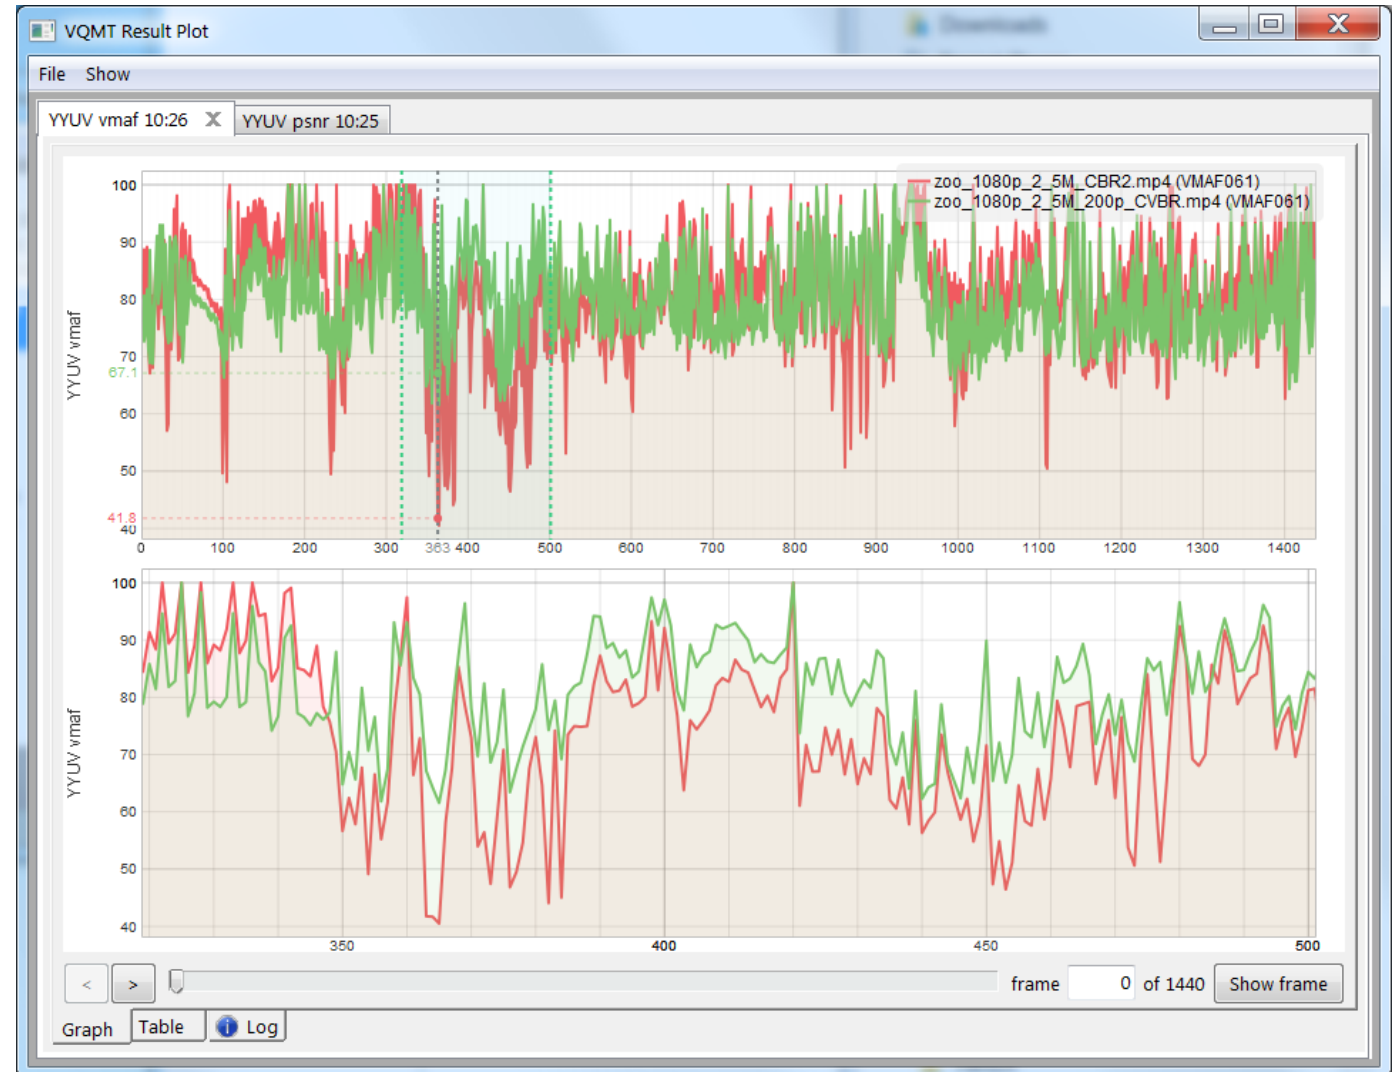 Downloads
VQMT Result Plot
File Show
YYUV vmaf 10:26 X YYUV psnr 10:25
zoo_1080p_2_5M_CBR2.mp4 (VMAF061)
zoo_1080p_2_5M_200p_CVBR.mp4 (VMAF061)
YYUV vmaf
100
90
80
70
67.1
60
50
41.8
40
0 100 200 300 363 400 500 600 700 800 900 1000 1100 1200 1300 1400
YYUV vmaf
100
90
80
70
60
50
40
350 400 450 500
< > frame 0 of 1440 Show frame
Graph Table i Log